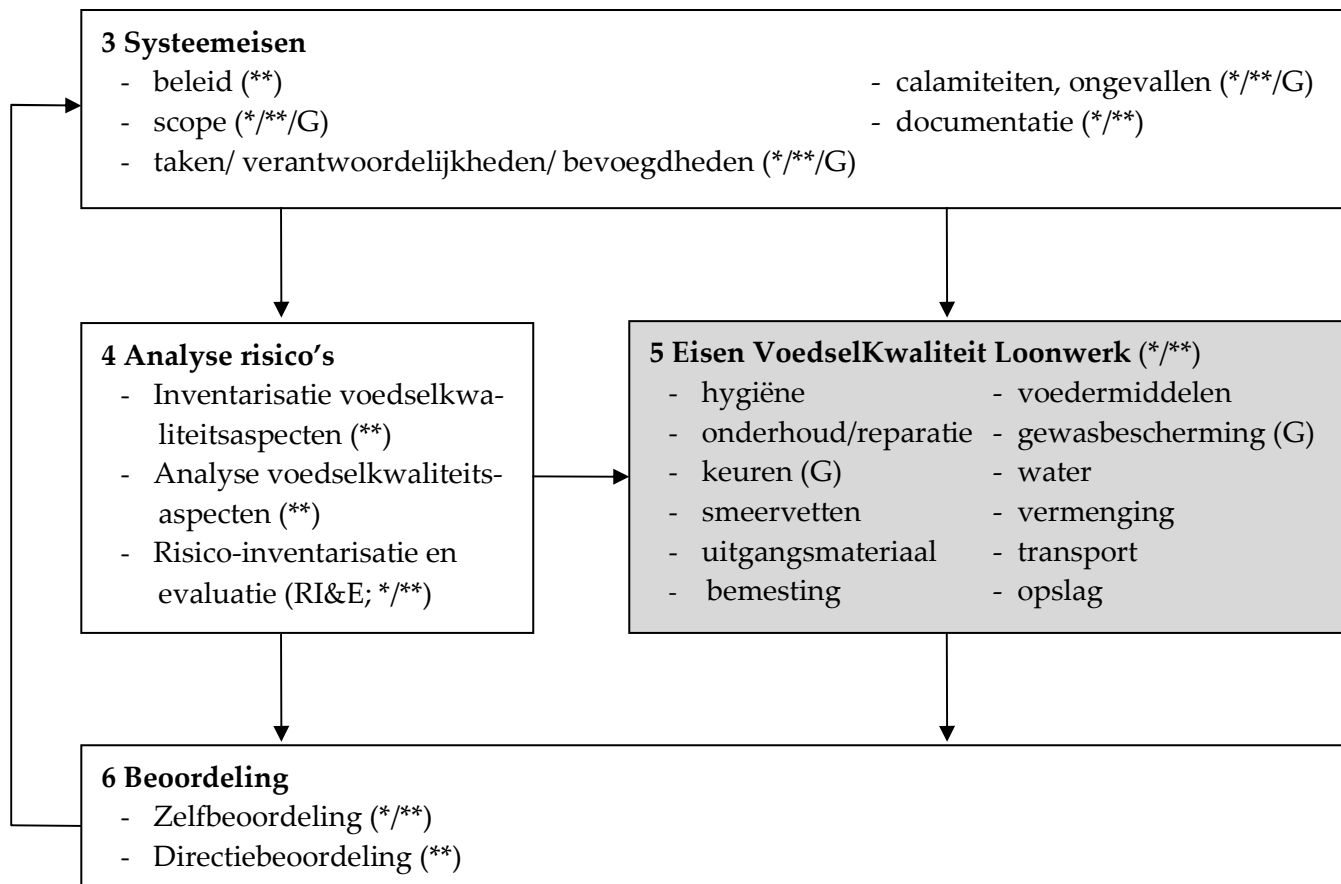 3 Systeemeisen
- beleid (**)
- scope (*/**/G)
- taken/ verantwoordelijkheden/ bevoegdheden (*/**/G)
- calamiteiten, ongevallen (*/**/G)
- documentatie (*/**)
4 Analyse risico’s
- Inventarisatie voedselkwa-
liteitsaspecten (**)
- Analyse voedselkwaliteits-
aspecten (**)
- Risico-inventarisatie en
evaluatie (RI&E; */**)
5 Eisen VoedselKwaliteit Loonwerk (*/**)
- hygiëne
- onderhoud/reparatie
- keuren (G)
- smeervetten
- uitgangsmateriaal
- bemesting
- voedermiddelen
- gewasbescherming (G)
- water
- vermenging
- transport
- opslag
6 Beoordeling
- Zelfbeoordeling (*/**)
- Directiebeoordeling (**)